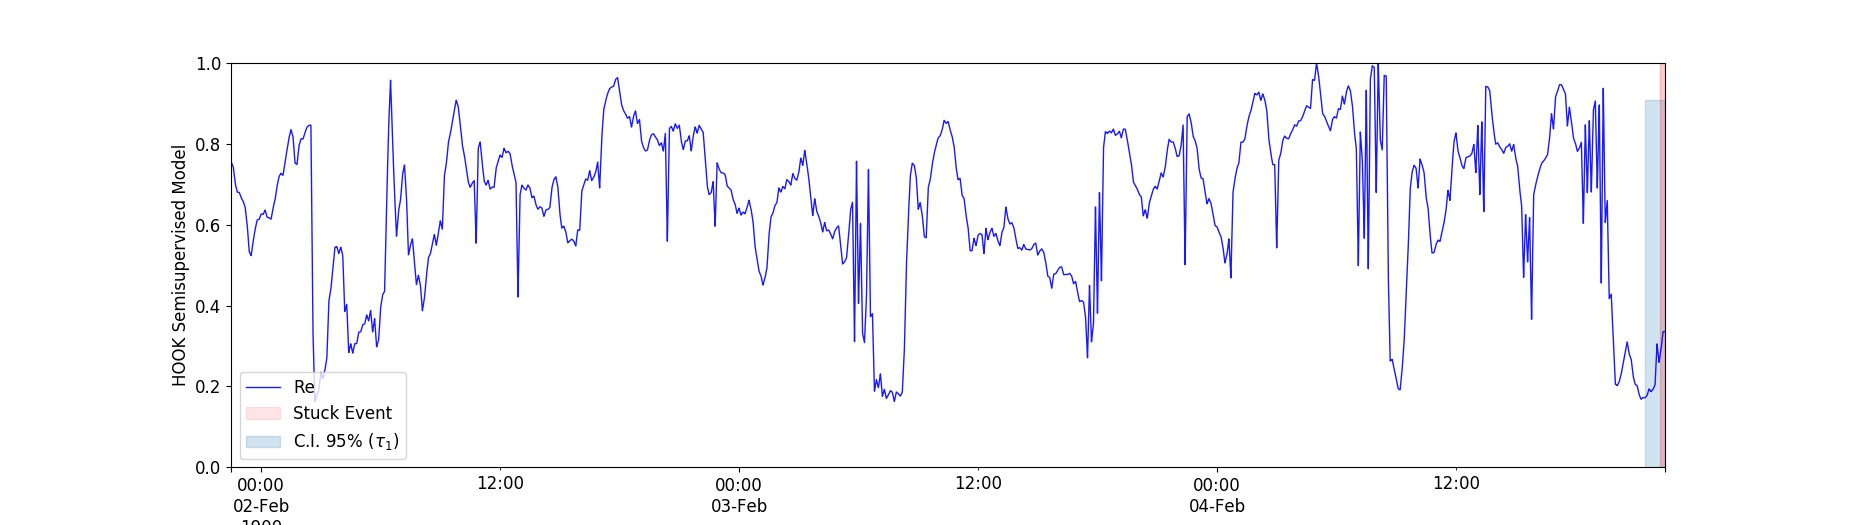 HOOK Semisupervised Model
1.0
0.8
0.6
0.4
0.2
0.0
Re
Stuck Event
C.I. 95% (τ₁)
00:00 12:00 00:00 12:00 00:00 12:00
02-Feb 03-Feb 04-Feb
1900